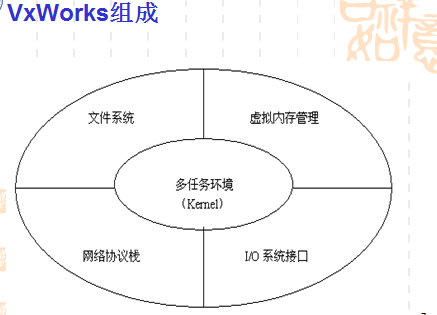 VxWorks组成
文件系统
虚拟内存管理
多任务环境
（Kernel）
网络协议栈
I/O 系统接口